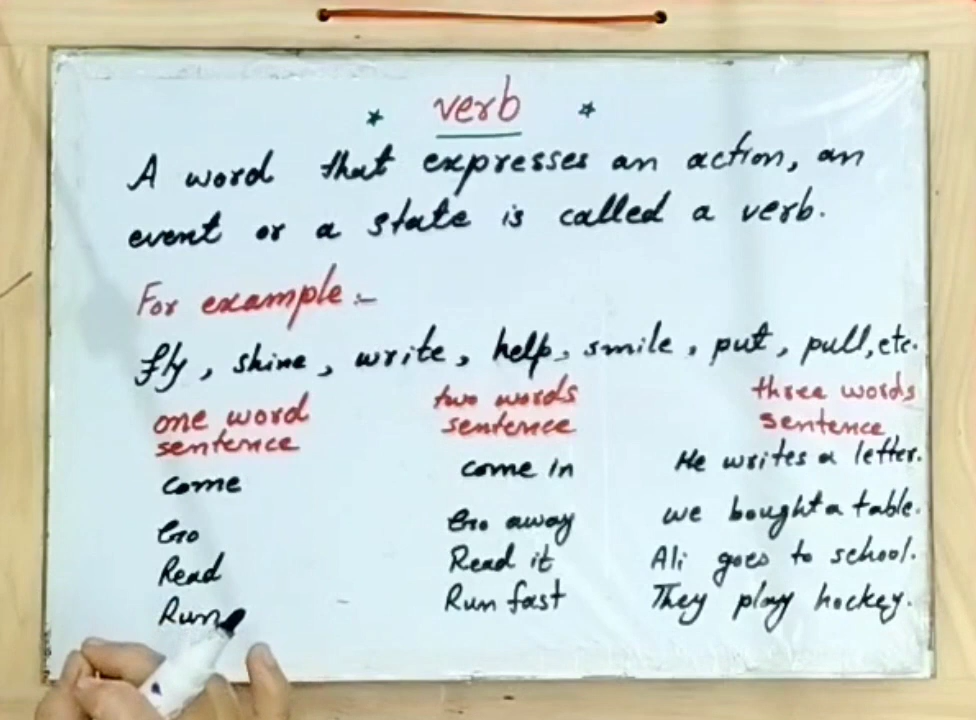 * verb *
A word that expresses an action, an
event or a state is called a verb.
For example:-
fly, shine, write, help, smile, put, pull, etc.
one word sentence
come
Go
Read
Run
two words sentence
come in
Go away
Read it
Run fast
three words sentence
He writes a letter.
we bought a table.
Ali goes to school.
They play hockey.